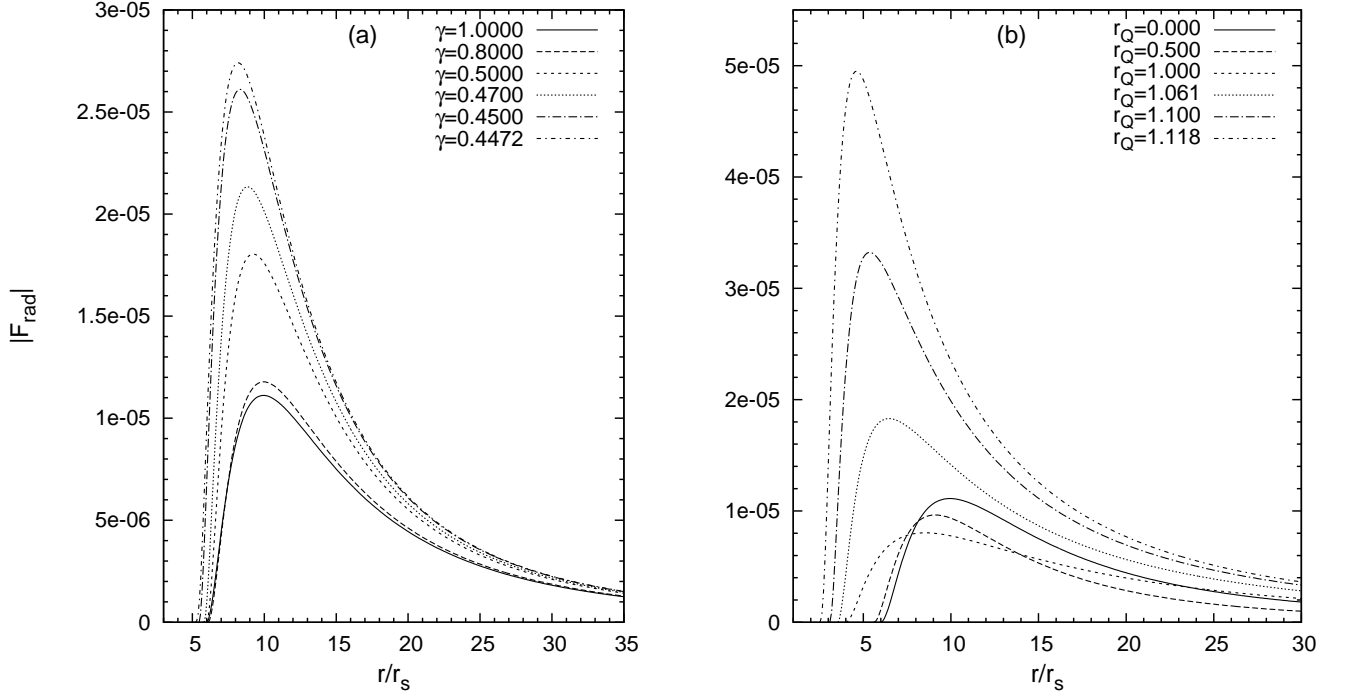 (a)
γ=1.0000
γ=0.8000
γ=0.5000
γ=0.4700
γ=0.4500
γ=0.4472
3e-05
2.5e-05
2e-05
1.5e-05
1e-05
5e-06
0
|F_rad|
5 10 15 20 25 30 35
r/r_s
(b)
r_Q=0.000
r_Q=0.500
r_Q=1.000
r_Q=1.061
r_Q=1.100
r_Q=1.118
5e-05
4e-05
3e-05
2e-05
1e-05
0
5 10 15 20 25 30
r/r_s